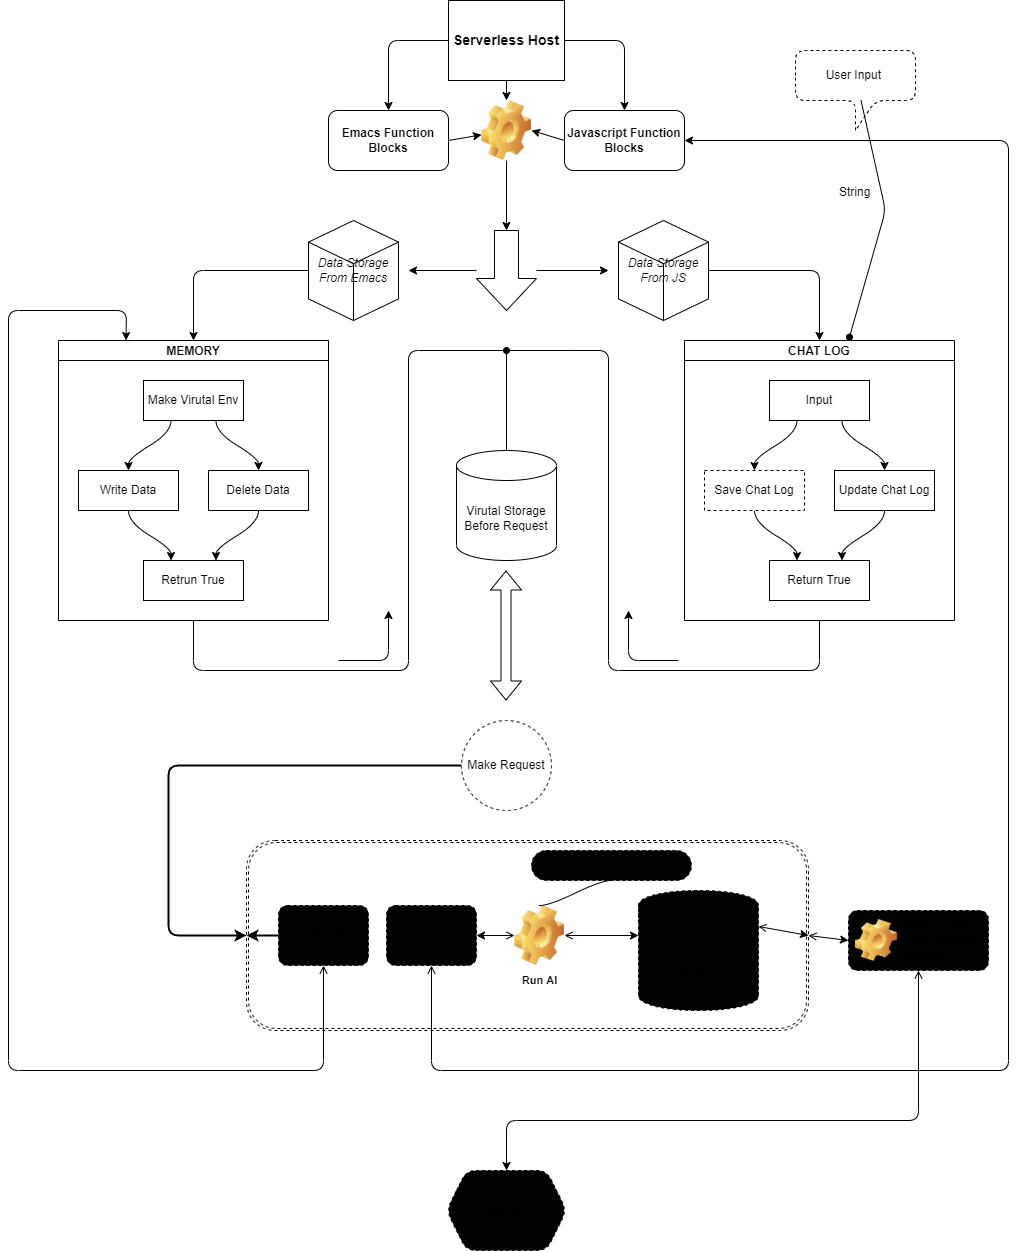 Serverless Host
User Input
Emacs Function
Blocks
Javascript Function
Blocks
String
Data Storage
From Emacs
Data Storage
From JS
MEMORY
CHAT LOG
Make Virutal Env
Input
Write Data
Delete Data
Save Chat Log
Update Chat Log
Virutal Storage
Before Request
Retrun True
Return True
Make Request
Run AI